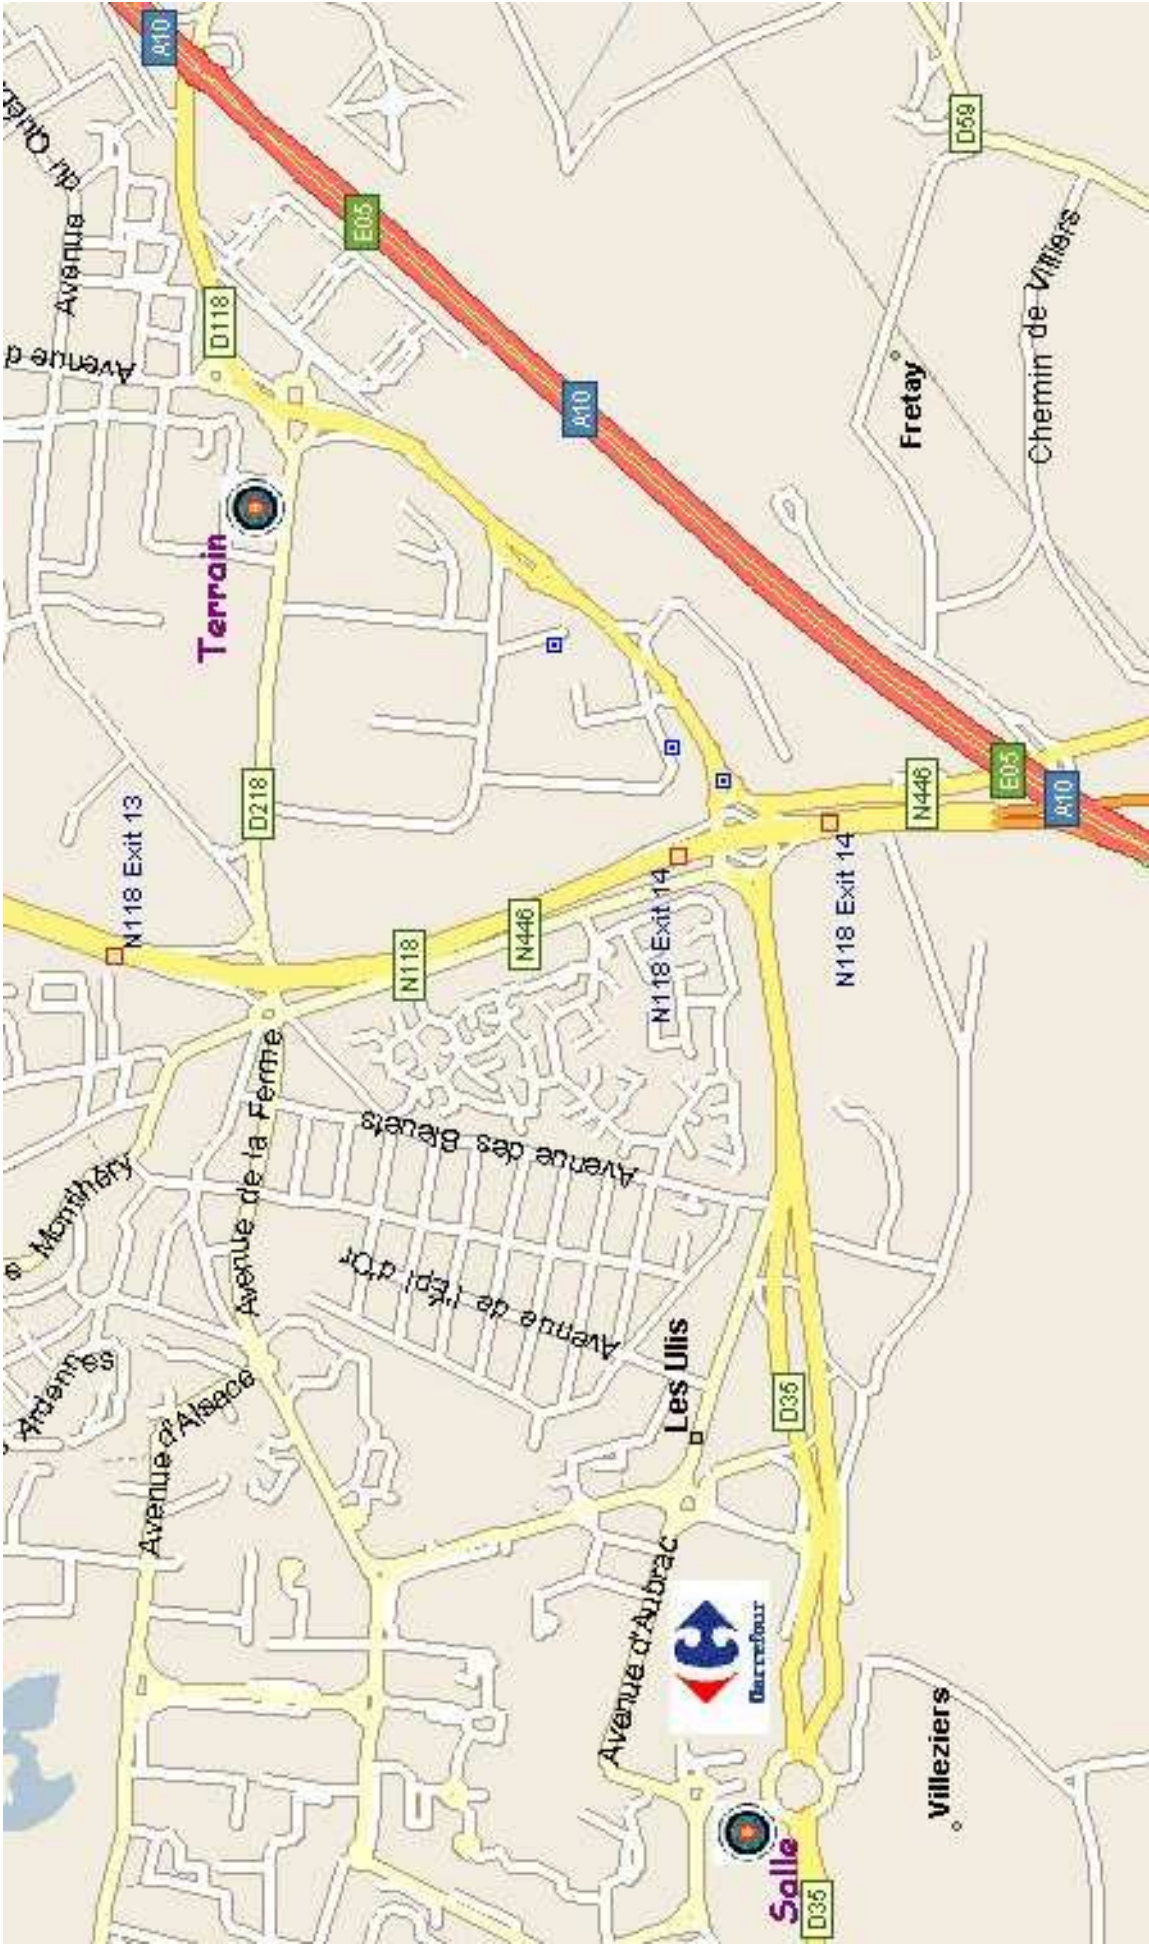 A10
Avenue du Québ
D118
Avenue d
E05
D59
Chemin de Villiers
Fretay
A10
Terrain
D218
N118 Exit 13
N118
N446
N118 Exit 14
N118 Exit 14
N446
E05
A10
Montlhéry
Avenue de la Ferme
Avenue des Bleuets
Avenue de l'Épi d'Or
Ardennes
Avenue d'Alsace
Les Ulis
D35
Avenue d'Aubrac
Carrefour
Villeziers
Salle
D35